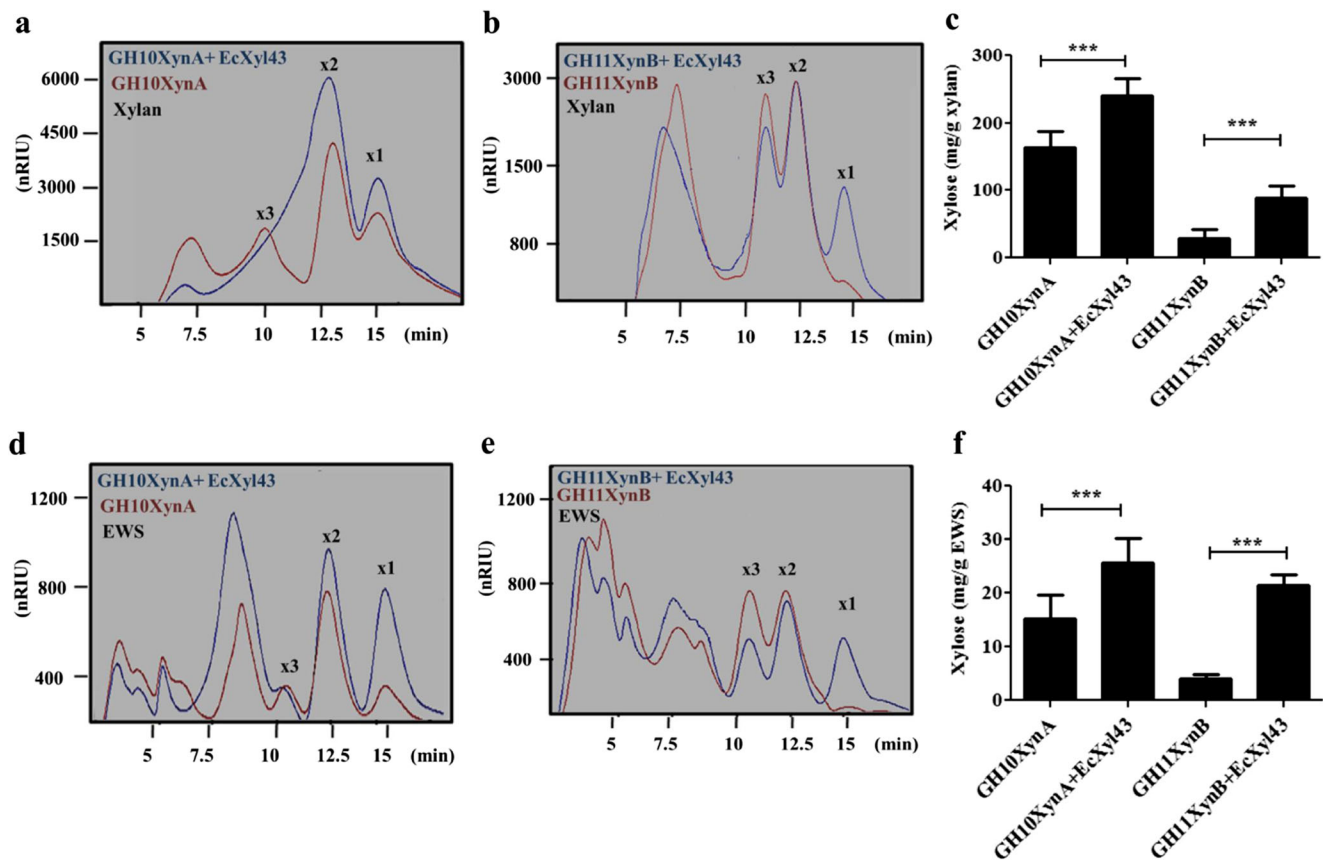 a
GH10XynA+ EcXyl43
GH10XynA
Xylan
x2
x1
x3
6000
4500
3000
1500
(nRIU)
5 7.5 10 12.5 15 (min)
b
GH11XynB+ EcXyl43
GH11XynB
Xylan
x3 x2
x1
3000
1500
800
(nRIU)
5 7.5 10 12.5 15 (min)
c
300
200
100
0
Xylose (mg/g xylan)
***
***
GH10XynA
GH10XynA+EcXyl43
GH11XynB
GH11XynB+EcXyl43
d
GH10XynA+ EcXyl43
GH10XynA
EWS
x2
x1
x3
1200
800
400
(nRIU)
5 7.5 10 12.5 15 (min)
e
GH11XynB+ EcXyl43
GH11XynB
EWS
x3 x2
x1
1200
800
400
(nRIU)
5 7.5 10 12.5 15 (min)
f
40
30
20
10
0
Xylose (mg/g EWS)
***
***
GH10XynA
GH10XynA+EcXyl43
GH11XynB
GH11XynB+EcXyl43